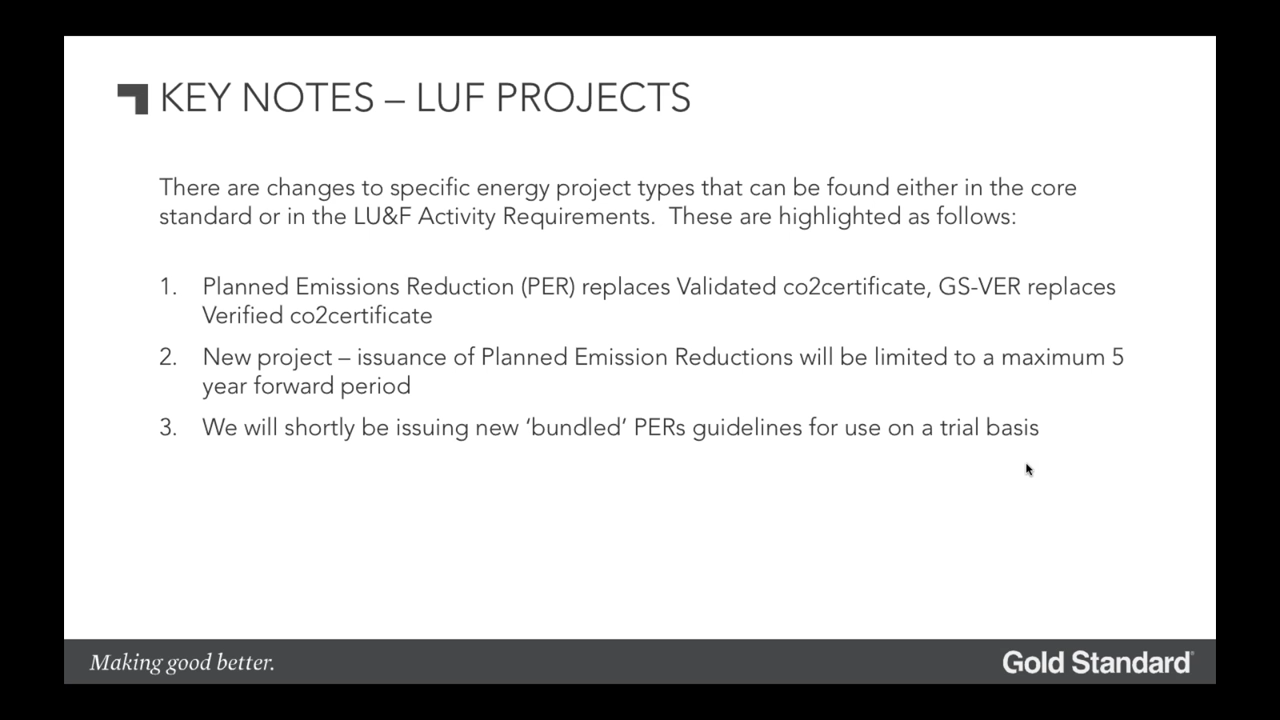 KEY NOTES – LUF PROJECTS
There are changes to specific energy project types that can be found either in the core
standard or in the LU&F Activity Requirements.  These are highlighted as follows:
1. Planned Emissions Reduction (PER) replaces Validated co2certificate, GS-VER replaces
Verified co2certificate
2. New project – issuance of Planned Emission Reductions will be limited to a maximum 5
year forward period
3. We will shortly be issuing new ‘bundled’ PERs guidelines for use on a trial basis
Making good better.
Gold Standard®